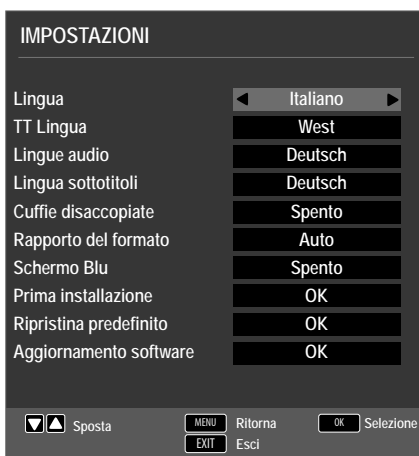 IMPOSTAZIONI
Lingua Italiano
TT Lingua West
Lingue audio Deutsch
Lingua sottotitoli Deutsch
Cuffie disaccopiate Spento
Rapporto del formato Auto
Schermo Blu Spento
Prima installazione OK
Ripristina predefinito OK
Aggiornamento software OK
Sposta MENU Ritorna OK Selezione
EXIT Esci